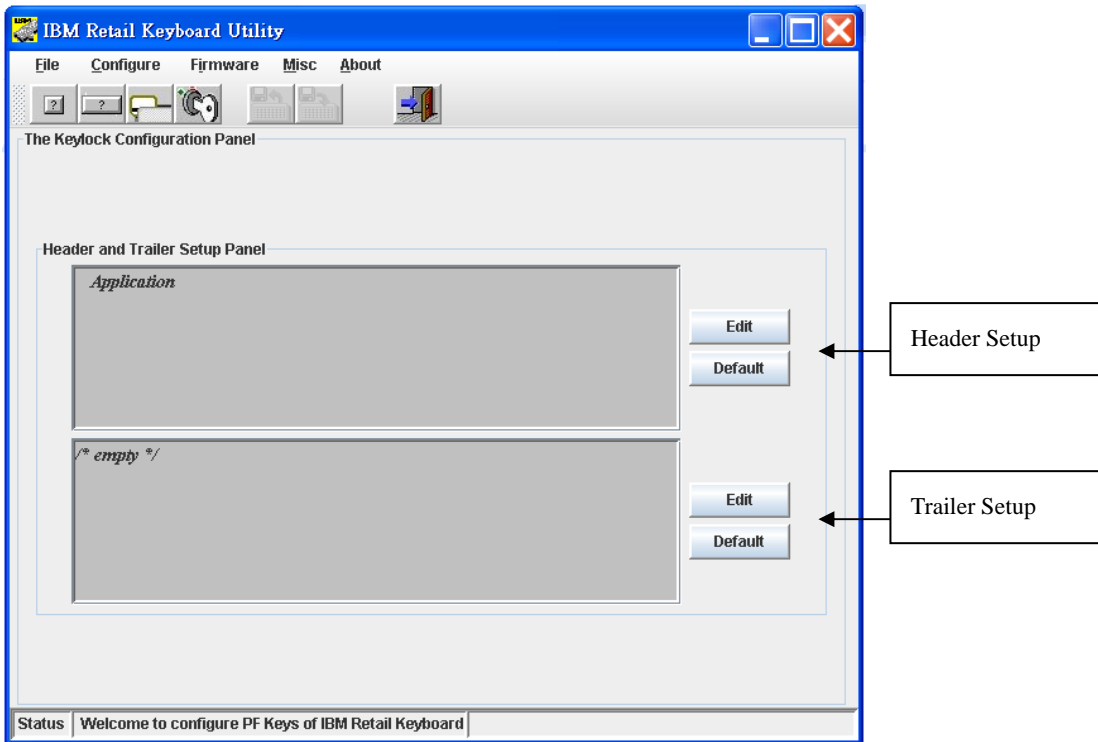 IBM Retail Keyboard Utility
File Configure Firmware Misc About
? ?
The Keylock Configuration Panel
Header and Trailer Setup Panel
Application
Edit
Default
Header Setup
/* empty */
Edit
Default
Trailer Setup
Status Welcome to configure PF Keys of IBM Retail Keyboard